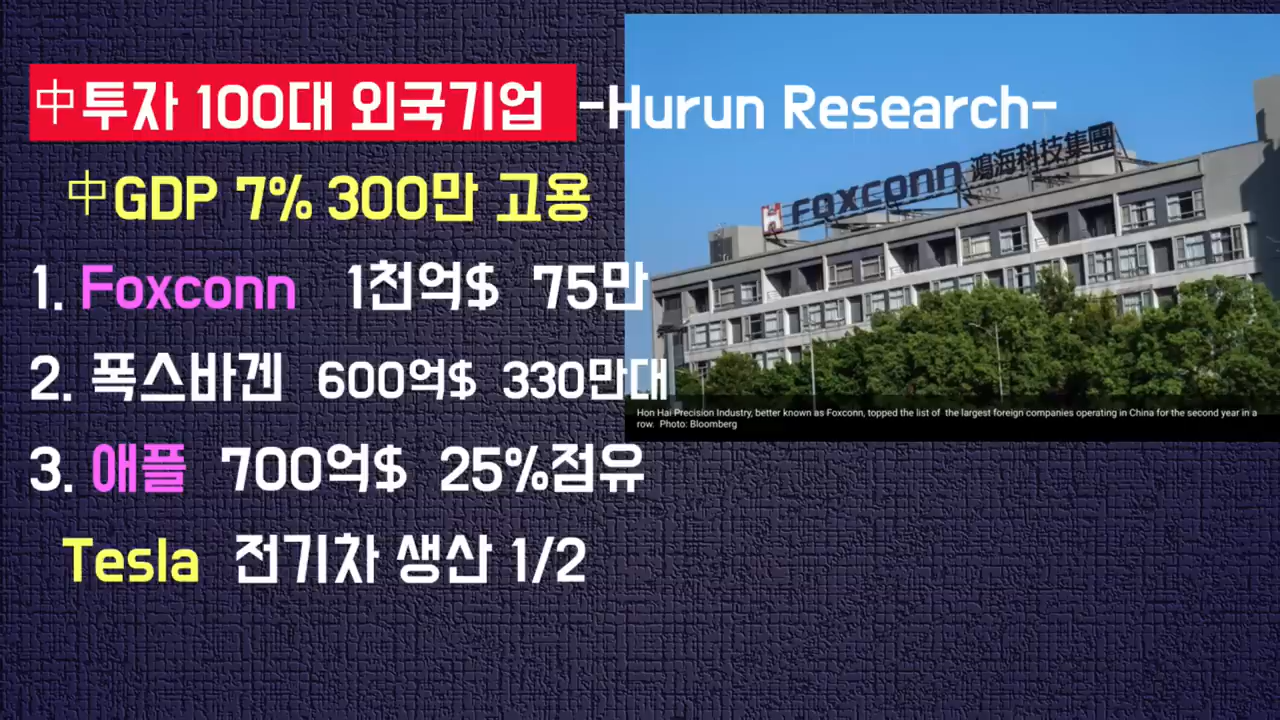 中투자 100대 외국기업 -Hurun Research-
中GDP 7% 300만 고용
1. Foxconn 1천억$ 75만
2. 폭스바겐 600억$ 330만대
3. 애플 700억$ 25%점유
Tesla 전기차 생산 1/2
FOXCONN 鴻海科技集團
Hon Hai Precision Industry, better known as Foxconn, topped the list of the largest foreign companies operating in China for the second year in a
row. Photo: Bloomberg